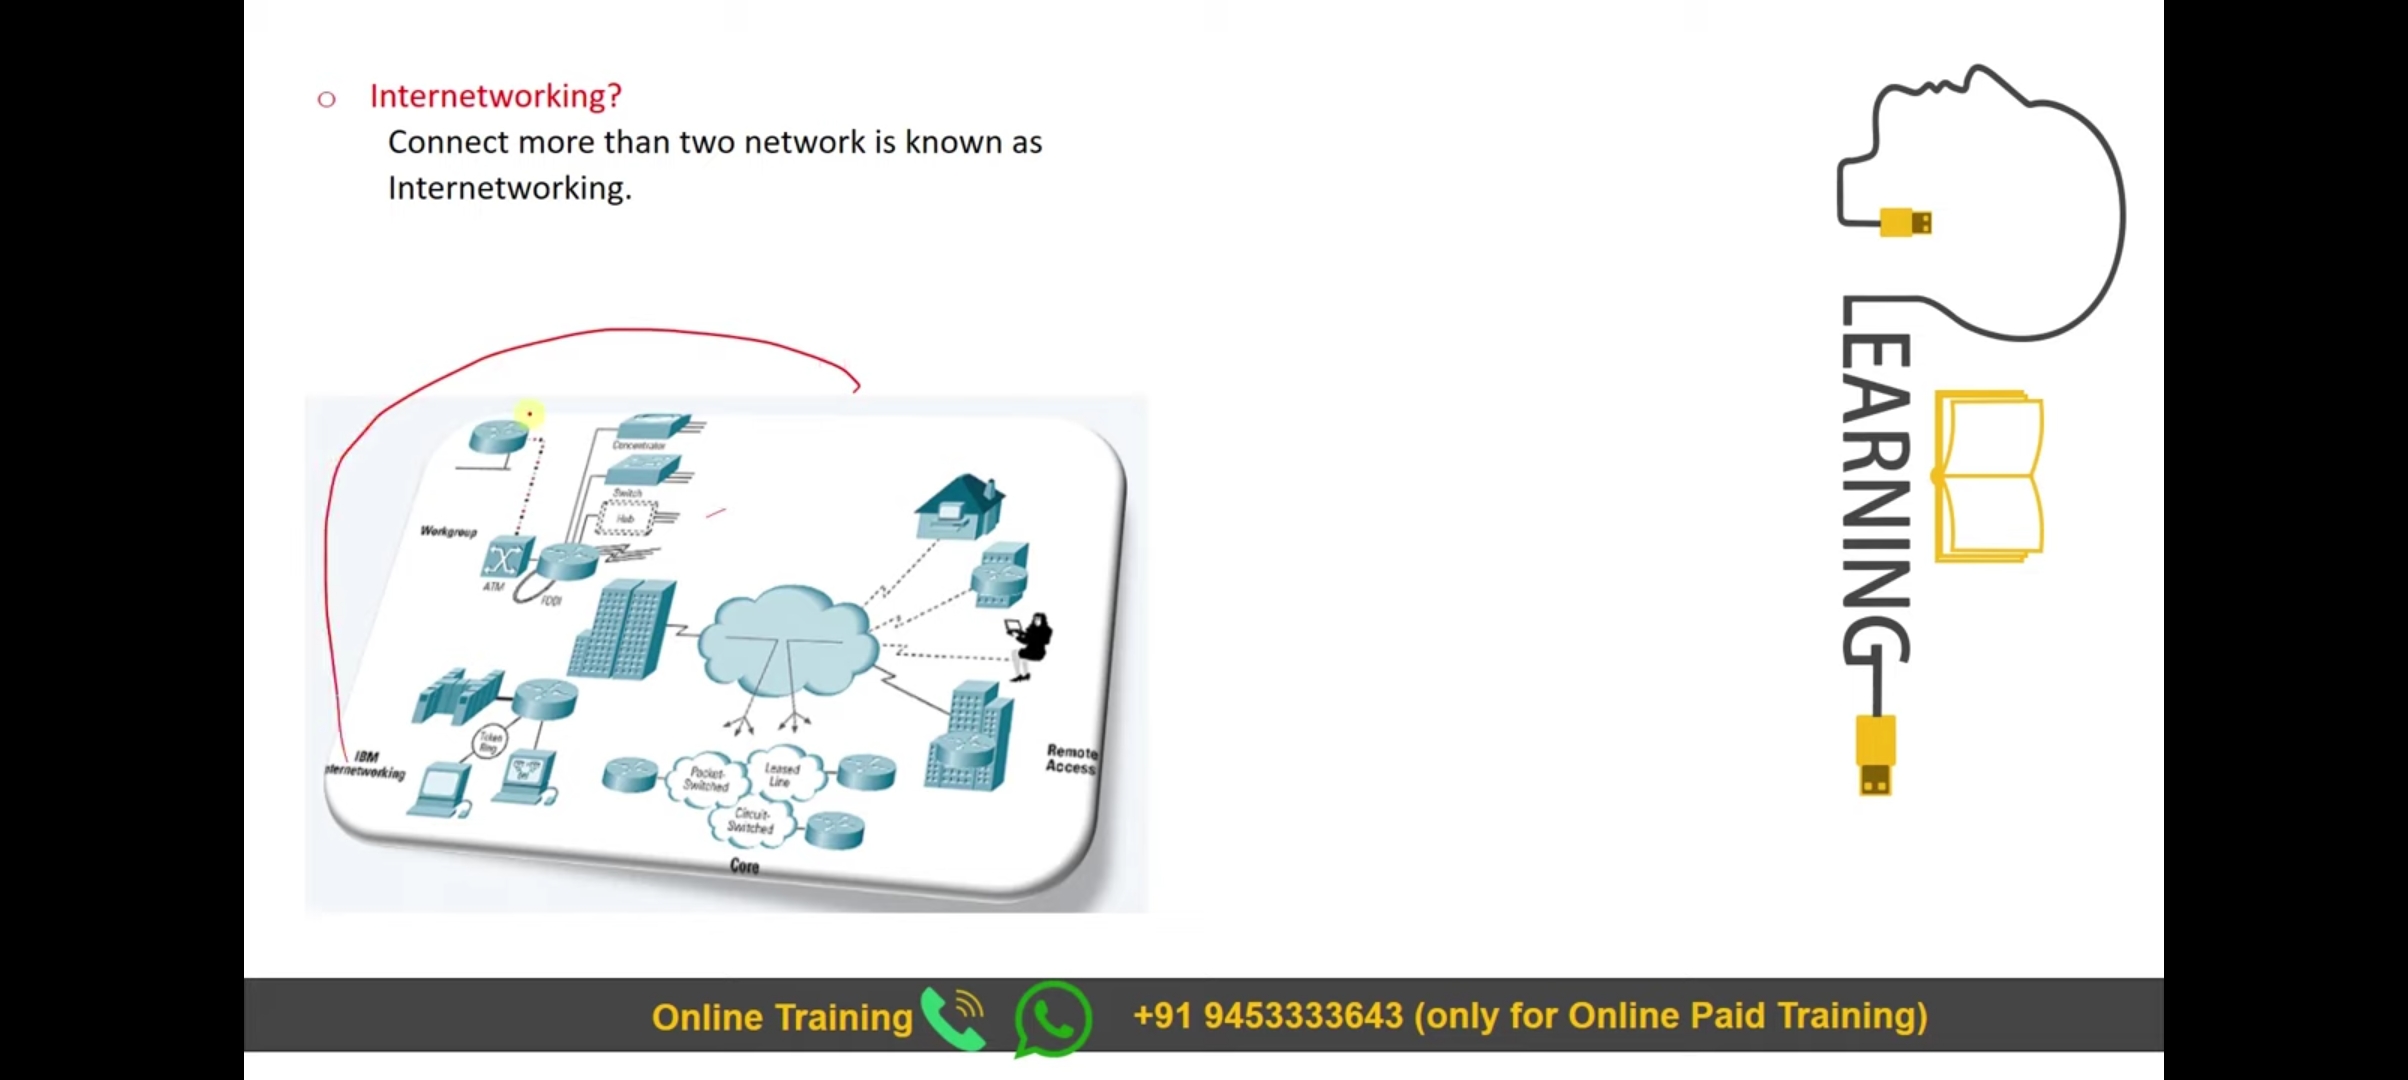 Internetworking?
Connect more than two network is known as
Internetworking.
Concentrator
Switch
Hub
Workgroup
ATM
FDDI
Token
Ring
IBM
nternetworking
Packet-
Switched
Leased
Line
Circuit-
Switched
Core
Remote
Access
LEARNING
Online Training +91 9453333643 (only for Online Paid Training)